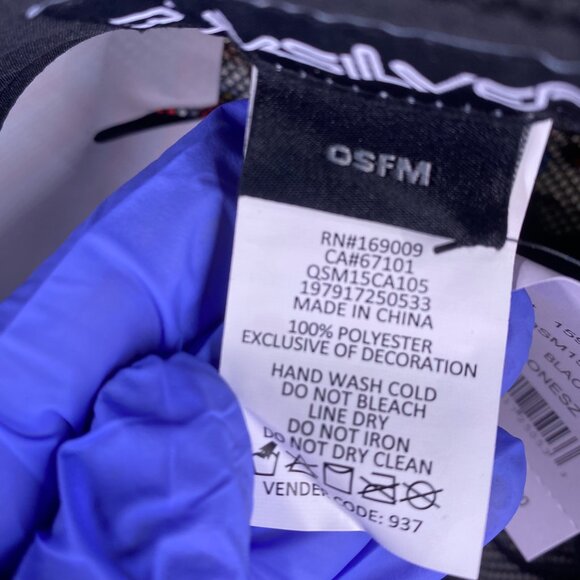 OSFM
RN#169009
CA#67101
QSM15CA105
197917250533
MADE IN CHINA
100% POLYESTER
EXCLUSIVE OF DECORATION
HAND WASH COLD
DO NOT BLEACH
LINE DRY
DO NOT IRON
DO NOT DRY CLEAN
VENDER CODE: 937